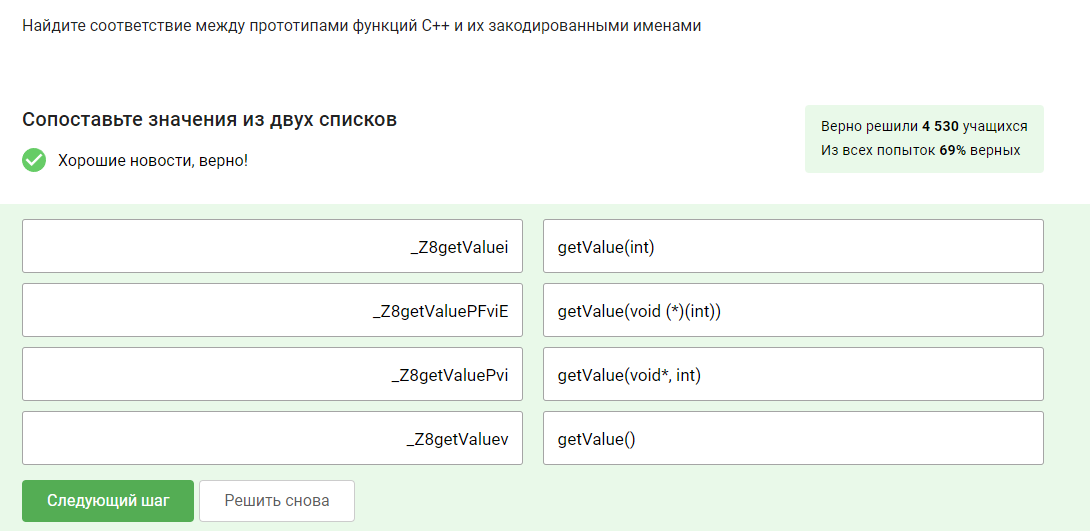 Найдите соответствие между прототипами функций C++ и их закодированными именами
Сопоставьте значения из двух списков
Хорошие новости, верно!
Верно решили 4 530 учащихся
Из всех попыток 69% верных
_Z8getValuei
getValue(int)
_Z8getValuePFviE
getValue(void (*)(int))
_Z8getValuePvi
getValue(void*, int)
_Z8getValuev
getValue()
Следующий шаг
Решить снова